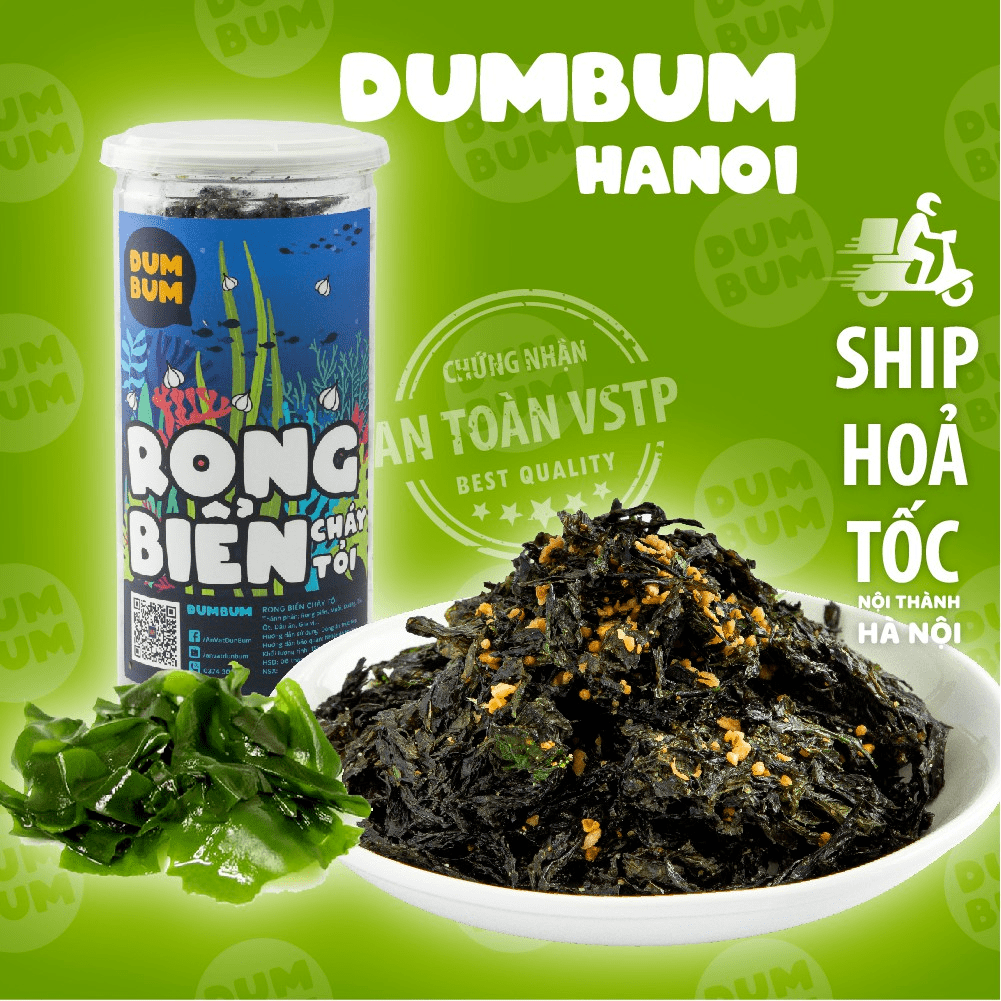 DUMBUM
HANOI
DUM
BUM
RONG
BIỂN
CHÁY
TỎI
DUMBUM
RONG BIỂN CHÁY TỎI
CHỨNG NHẬN
AN TOÀN VSTP
BEST QUALITY
SHIP
HOẢ
TỐC
NỘI THÀNH
HÀ NỘI